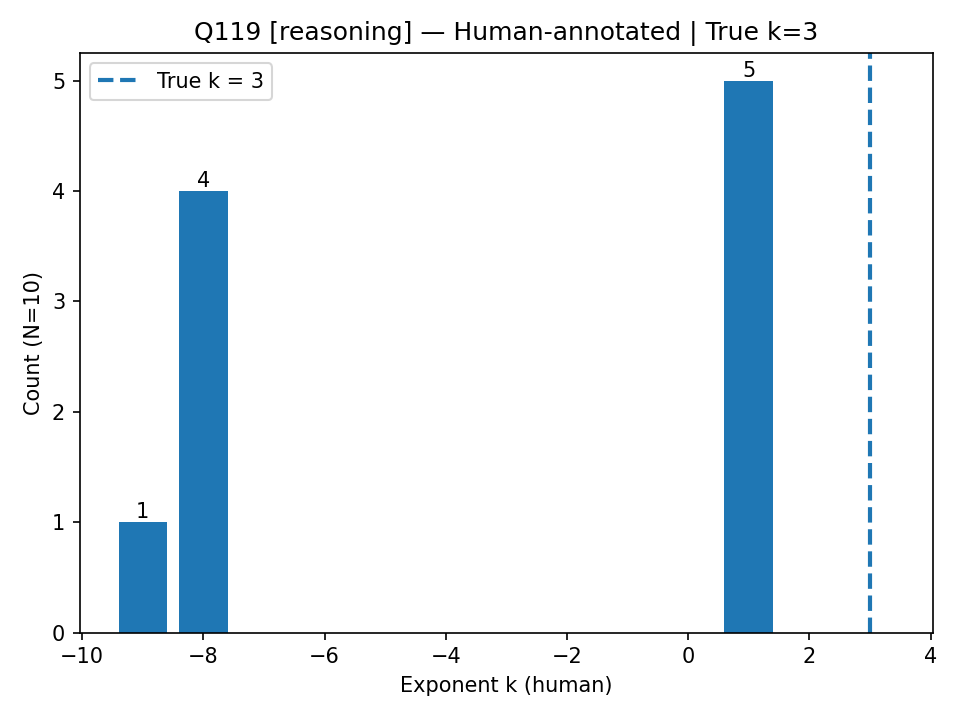 Q119 [reasoning] — Human-annotated | True k=3
True k = 3
5
4
1
5
4
3
2
1
0
Count (N=10)
−10 −8 −6 −4 −2 0 2 4
Exponent k (human)